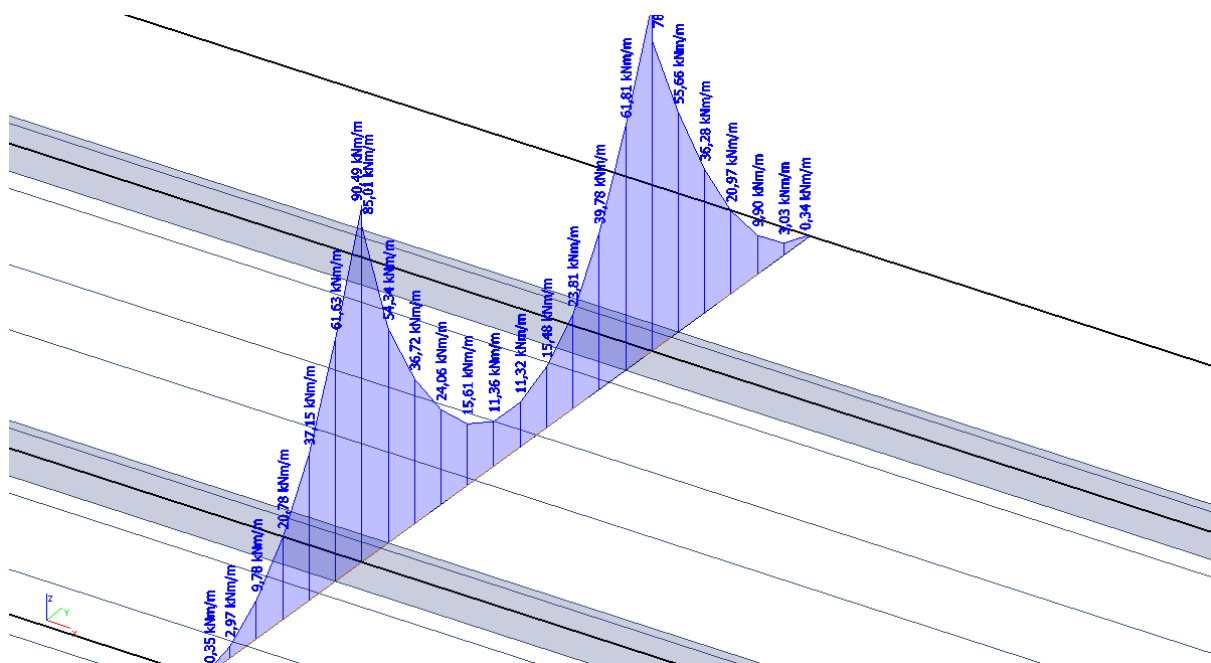 0,35 kNm/m
2,97 kNm/m
9,78 kNm/m
20,78 kNm/m
37,15 kNm/m
61,63 kNm/m
90,49 kNm/m
85,01 kNm/m
54,34 kNm/m
36,72 kNm/m
24,06 kNm/m
15,61 kNm/m
11,36 kNm/m
11,32 kNm/m
15,48 kNm/m
23,81 kNm/m
39,78 kNm/m
61,81 kNm/m
78
55,66 kNm/m
36,28 kNm/m
20,97 kNm/m
9,90 kNm/m
3,03 kNm/m
0,34 kNm/m
Z
Y
X